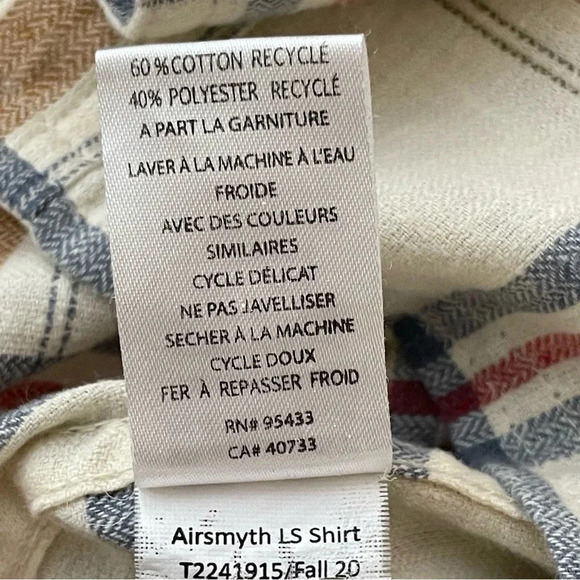 60 % COTTON RECYCLÉ
40% POLYESTER RECYCLÉ
A PART LA GARNITURE
LAVER À LA MACHINE À L'EAU
FROIDE
AVEC DES COULEURS
SIMILAIRES
CYCLE DÉLICAT
NE PAS JAVELLISER
SECHER À LA MACHINE
CYCLE DOUX
FER À REPASSER FROID
RN# 95433
CA# 40733
Airsmyth LS Shirt
T2241915/Fall 20